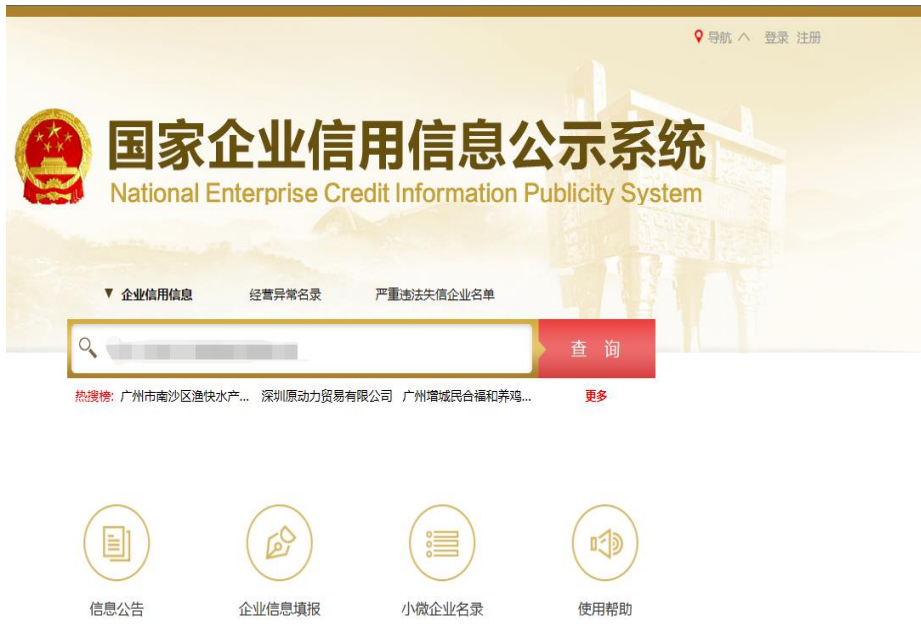 导航 登录 注册
国家企业信用信息公示系统
National Enterprise Credit Information Publicity System
企业信用信息 经营异常名录 严重违法失信企业名单
查 询
热搜榜: 广州市南沙区渔快水产... 深圳原动力贸易有限公司 广州增城民合福和养鸡... 更多
信息公告 企业信息填报 小微企业名录 使用帮助